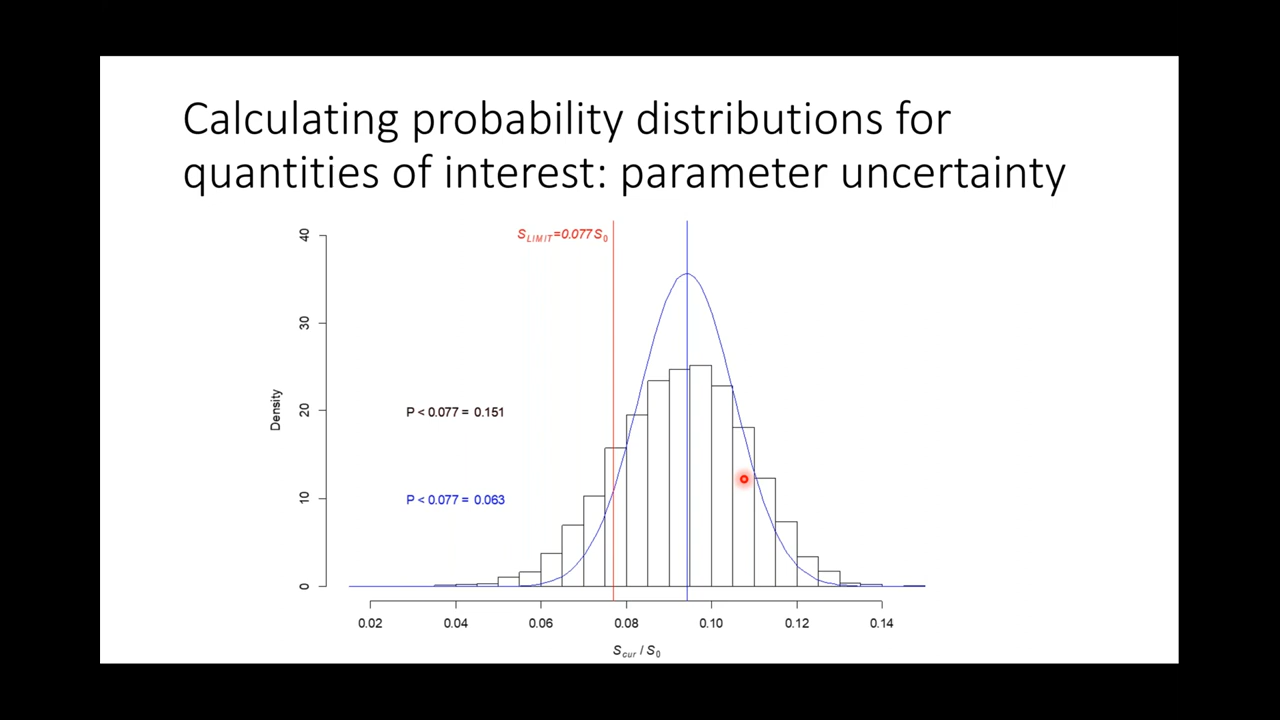 Calculating probability distributions for
quantities of interest: parameter uncertainty
S_LIMIT=0.077S_0
40
30
20
10
0
Density
P < 0.077 = 0.151
P < 0.077 = 0.063
0.02 0.04 0.06 0.08 0.10 0.12 0.14
S_cur / S_0